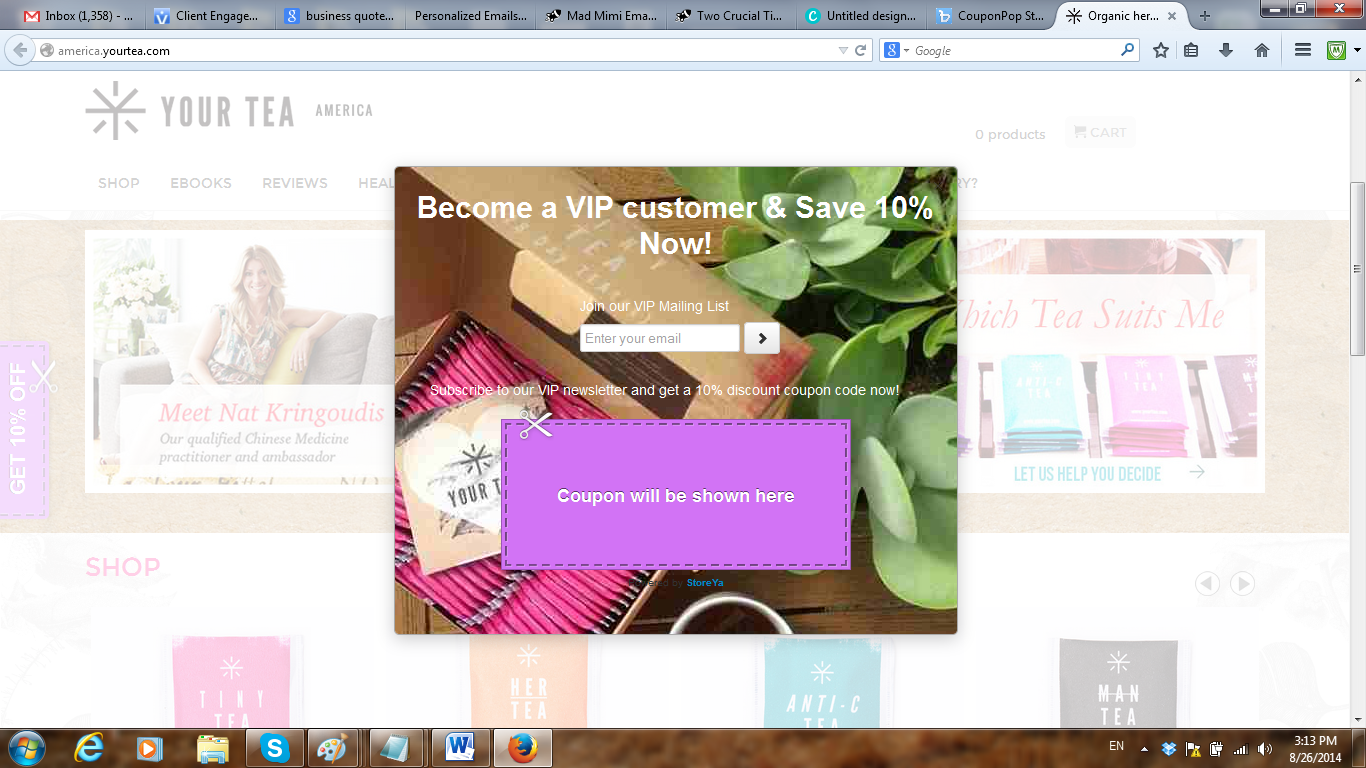 Inbox (1,358) - ...
Client Engage...
business quote...
Personalized Emails...
Mad Mimi Ema...
Two Crucial Ti...
Untitled design...
CouponPop St...
Organic her...
america.yourtea.com
Google
YOUR TEA AMERICA
0 products
CART
SHOP EBOOKS REVIEWS
Become a VIP customer & Save 10%
Now!
Join our VIP Mailing List
Enter your email
Subscribe to our VIP newsletter and get a 10% discount coupon code now!
Coupon will be shown here
by StoreYa
YOUR
GET 10% OFF
Meet Nat Kringoudis
Our qualified Chinese Medicine
practitioner and ambassador
Tea Suits Me
ANTI-C
TEA
TINY
TEA
LET US HELP YOU DECIDE
SHOP
TINY
TEA
HER
TEA
ANTI-C
TEA
MAN
TEA
EN
3:13 PM
8/26/2014